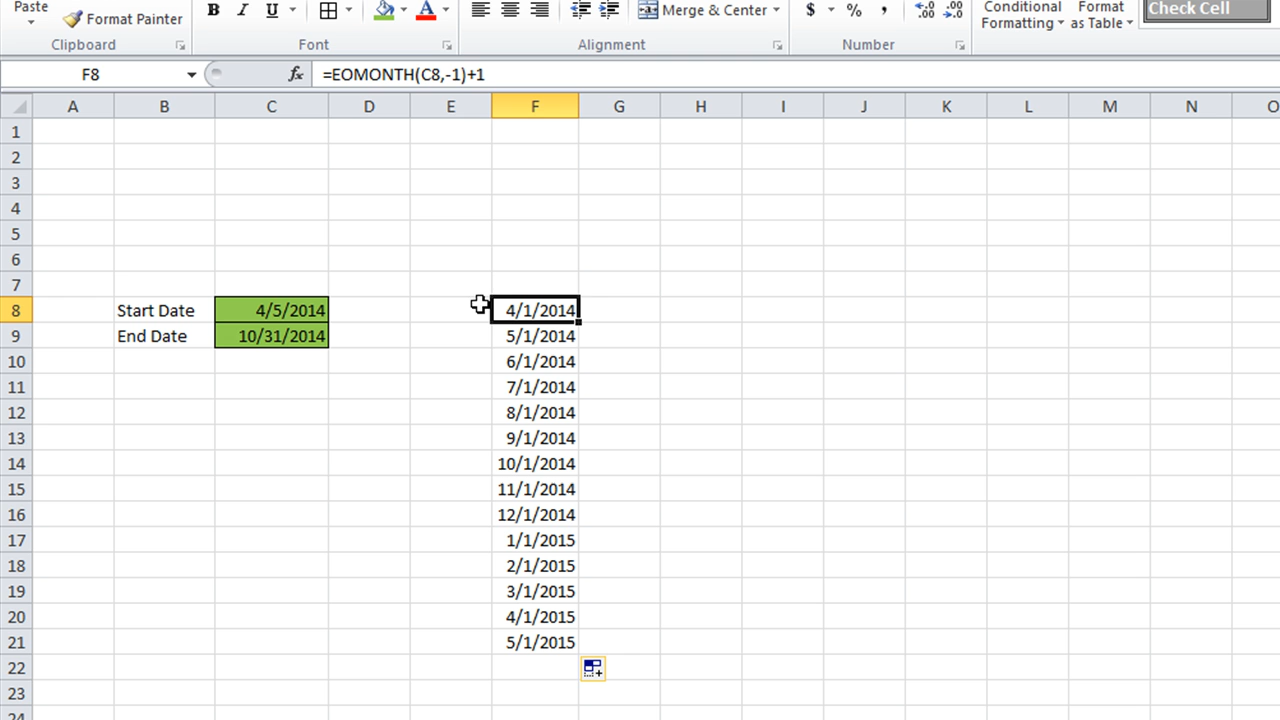 Paste
Format Painter
B I U A
Merge & Center
$ % ,
.00 .00
Conditional Formatting
Format as Table
Check Cell
Clipboard Font Alignment Number
F8 fx =EOMONTH(C8,-1)+1
A B C D E F G H I J K L M N O
1
2
3
4
5
6
7
8 Start Date 4/5/2014 4/1/2014
9 End Date 10/31/2014 5/1/2014
10 6/1/2014
11 7/1/2014
12 8/1/2014
13 9/1/2014
14 10/1/2014
15 11/1/2014
16 12/1/2014
17 1/1/2015
18 2/1/2015
19 3/1/2015
20 4/1/2015
21 5/1/2015
22
23
24